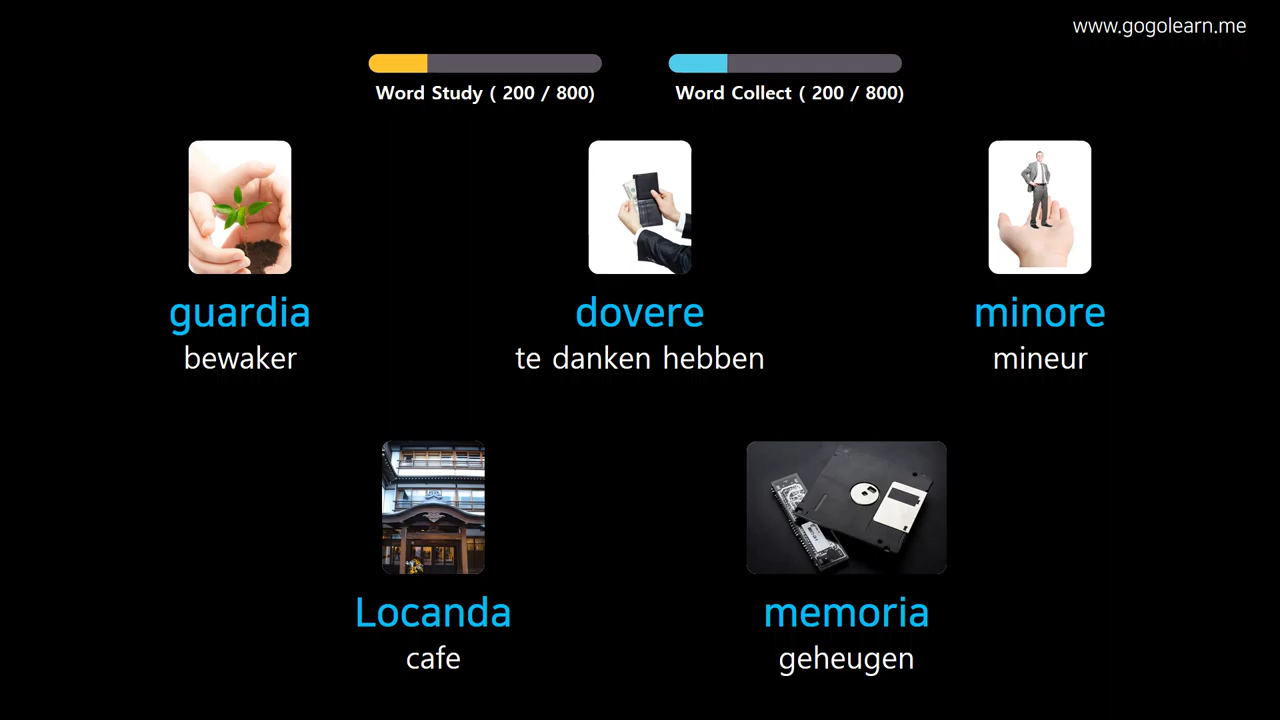 www.gogolearn.me
Word Study ( 200 / 800)
Word Collect ( 200 / 800)
guardia
bewaker
dovere
te danken hebben
minore
mineur
Locanda
cafe
memoria
geheugen